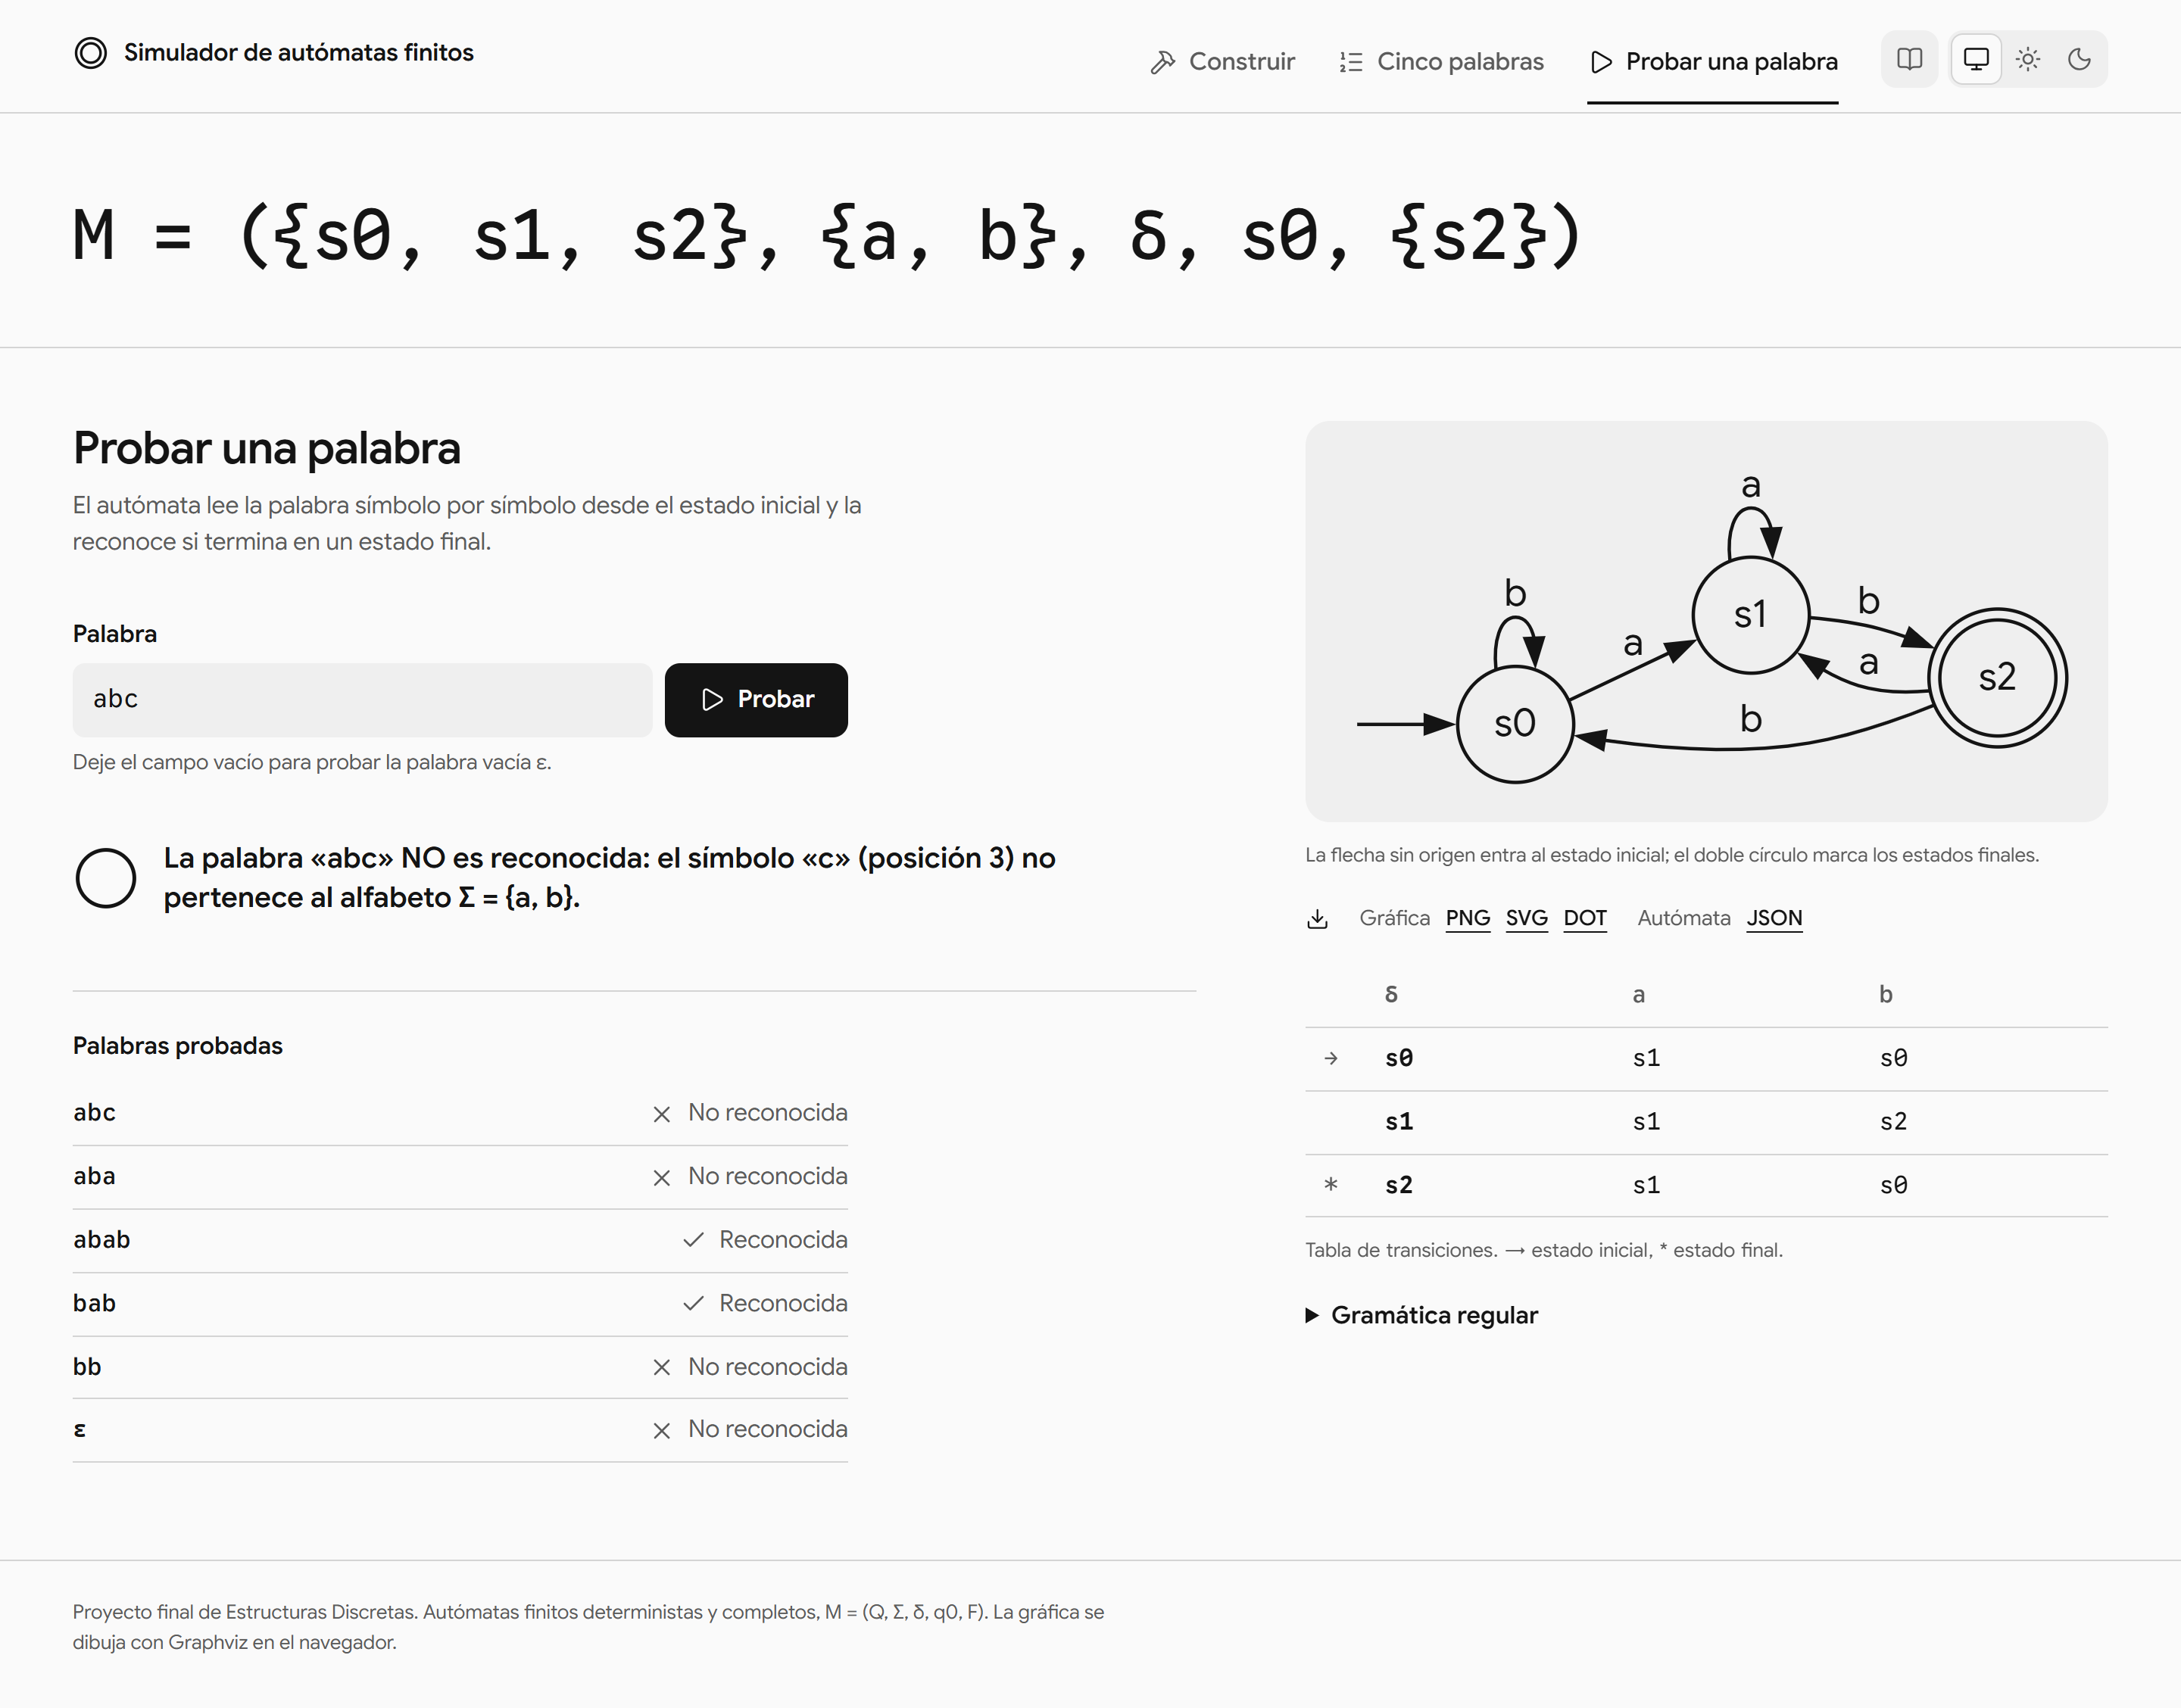 Simulador de autómatas finitos
Construir
Cinco palabras
Probar una palabra
M = ({s0, s1, s2}, {a, b}, δ, s0, {s2})
Probar una palabra
El autómata lee la palabra símbolo por símbolo desde el estado inicial y la
reconoce si termina en un estado final.
Palabra
abc
Probar
Deje el campo vacío para probar la palabra vacía ε.
La palabra «abc» NO es reconocida: el símbolo «c» (posición 3) no
pertenece al alfabeto Σ = {a, b}.
Palabras probadas
abc No reconocida
aba No reconocida
abab Reconocida
bab Reconocida
bb No reconocida
ε No reconocida
a
b
s1
b
a
a
s2
b
s0
La flecha sin origen entra al estado inicial; el doble círculo marca los estados finales.
Gráfica PNG SVG DOT Autómata JSON
δ a b
→ s0 s1 s0
s1 s1 s2
* s2 s1 s0
Tabla de transiciones. → estado inicial, * estado final.
Gramática regular
Proyecto final de Estructuras Discretas. Autómatas finitos deterministas y completos, M = (Q, Σ, δ, q0, F). La gráfica se
dibuja con Graphviz en el navegador.